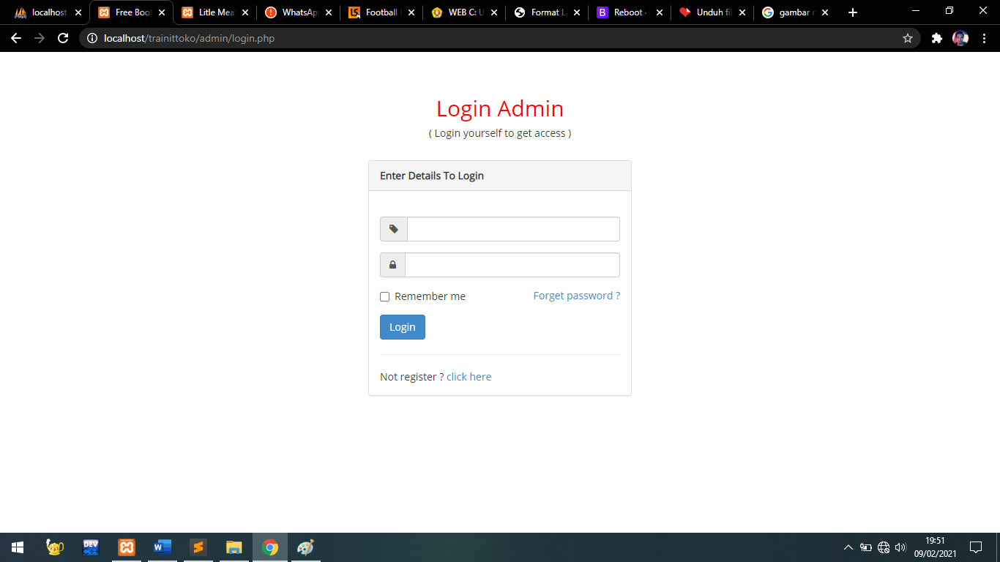 localhost
Free Boot
Litle Mea
WhatsAp
Football
WEB C: U
Format La
Reboot ·
Unduh fil
gambar r
localhost/trainittoko/admin/login.php
Login Admin
( Login yourself to get access )
Enter Details To Login
Remember me
Forget password ?
Login
Not register ? click here
DEV
W
19:51
09/02/2021